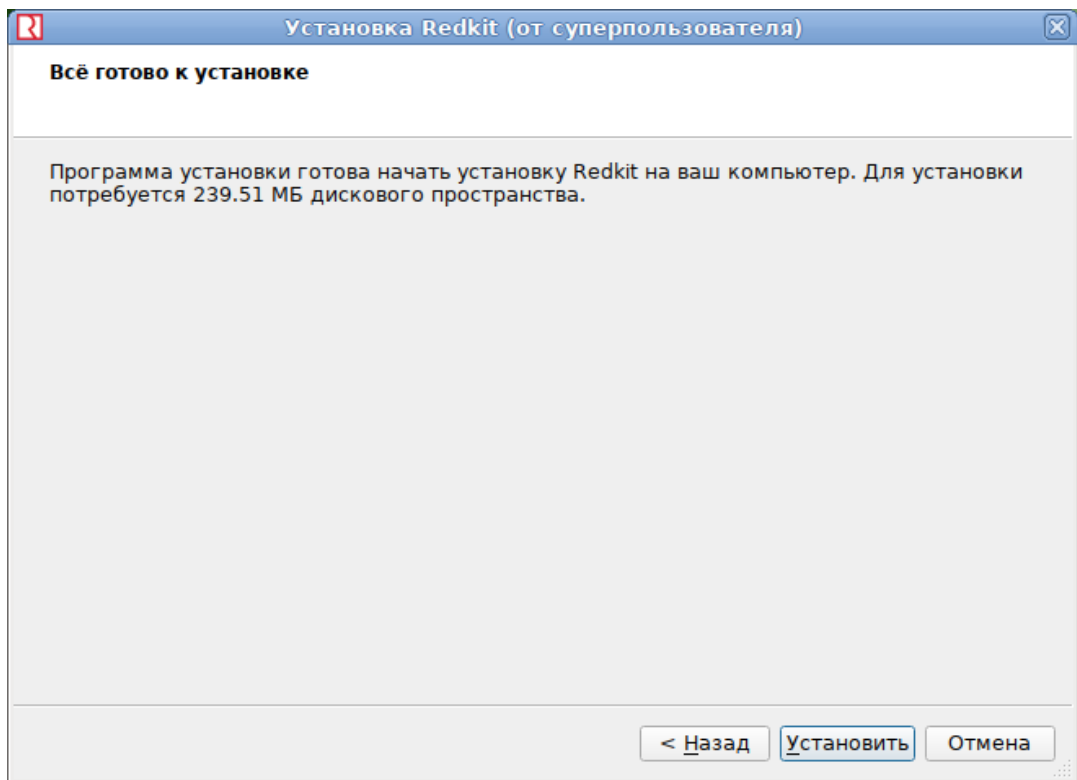 Установка Redkit (от суперпользователя)
Всё готово к установке
Программа установки готова начать установку Redkit на ваш компьютер. Для установки
потребуется 239.51 МБ дискового пространства.
< Назад
Установить
Отмена